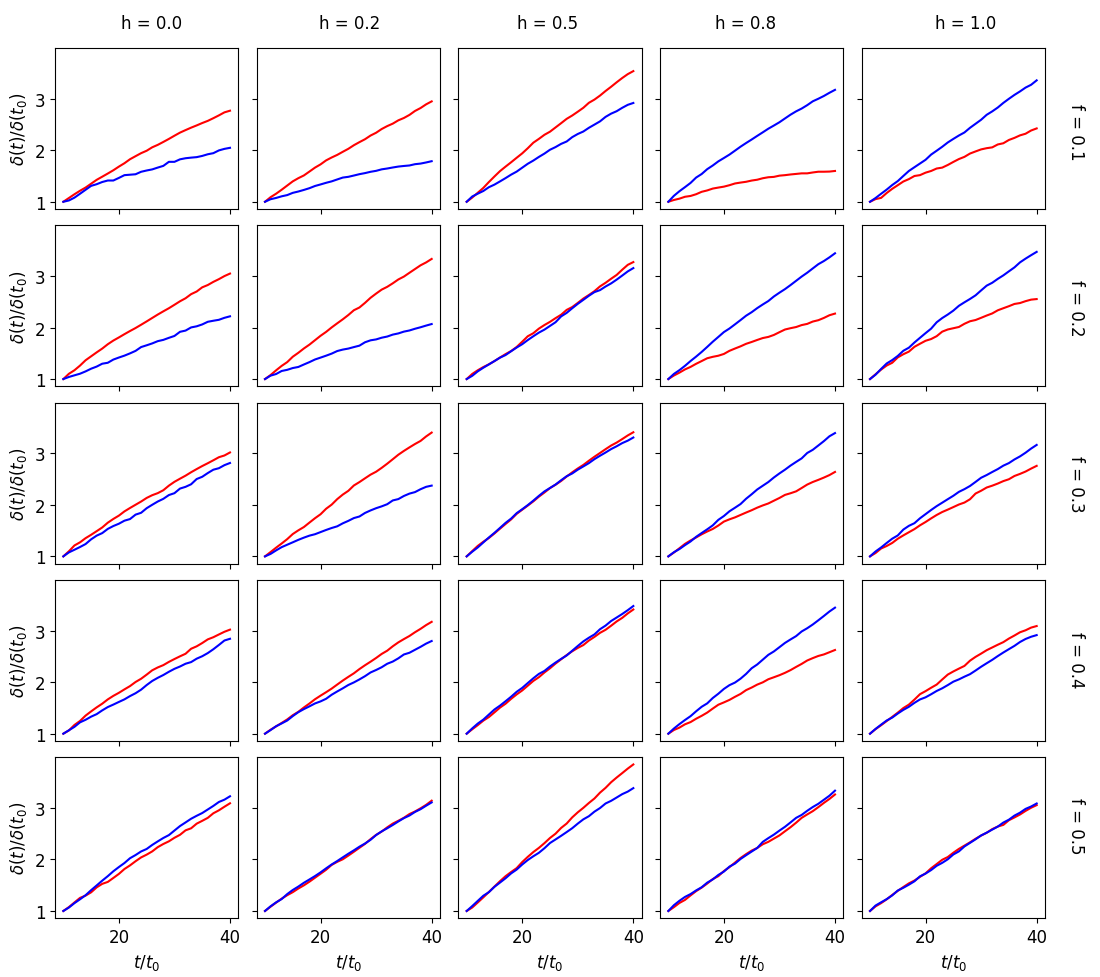 h = 0.0 h = 0.2 h = 0.5 h = 0.8 h = 1.0
δ(t)/δ(t₀) 3 2 1 f = 0.1
δ(t)/δ(t₀) 3 2 1 f = 0.2
δ(t)/δ(t₀) 3 2 1 f = 0.3
δ(t)/δ(t₀) 3 2 1 f = 0.4
δ(t)/δ(t₀) 3 2 1 f = 0.5
20 40 20 40 20 40 20 40 20 40
t/t₀ t/t₀ t/t₀ t/t₀ t/t₀